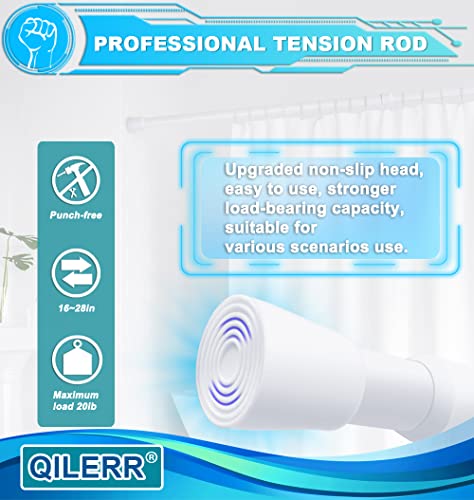 PROFESSIONAL TENSION ROD
Upgraded non-slip head,
easy to use, stronger
load-bearing capacity,
suitable for
various scenarios use.
Punch-free
16~28in
Maximum
load 20lb
QILERR®